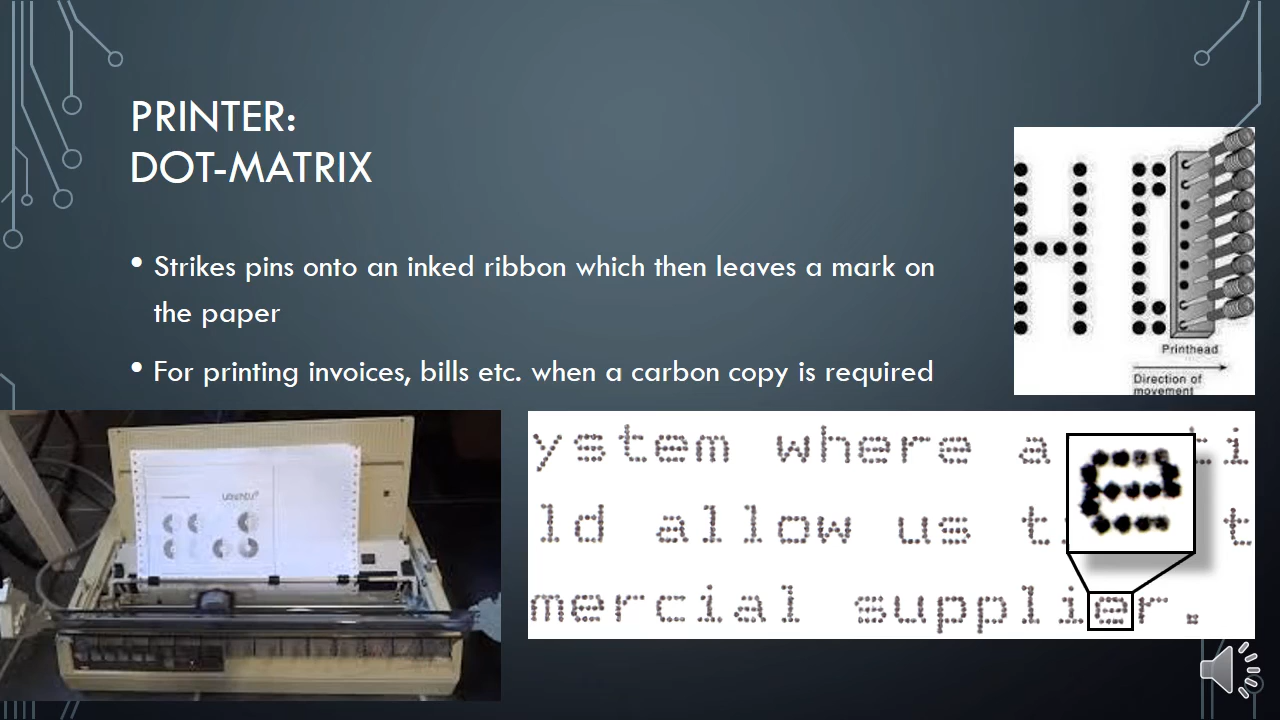 PRINTER:
DOT-MATRIX
• Strikes pins onto an inked ribbon which then leaves a mark on
the paper
• For printing invoices, bills etc. when a carbon copy is required
H
Printhead
Direction of
movement
ystem where a ti
e
ld allow us t t
mercial supplier.